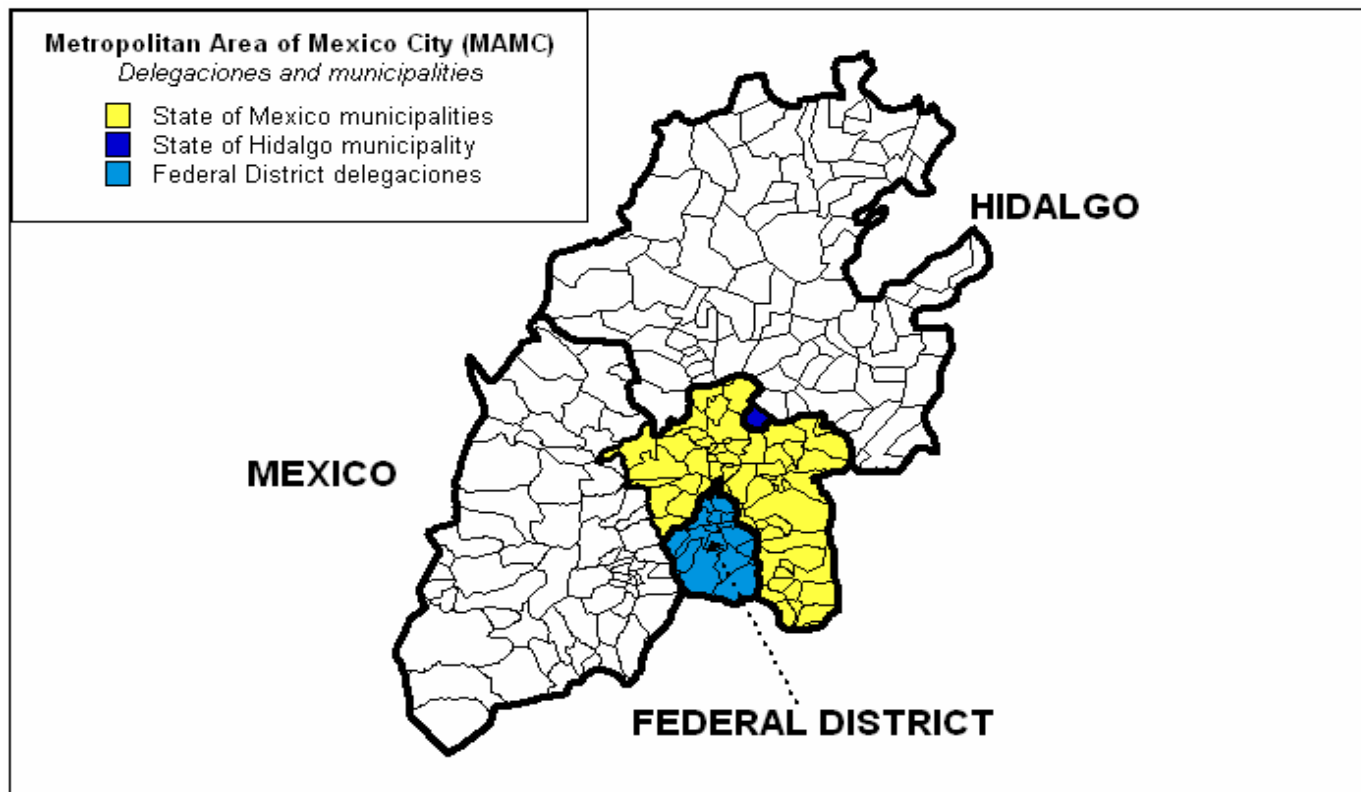 Metropolitan Area of Mexico City (MAMC)
Delegaciones and municipalities
State of Mexico municipalities
State of Hidalgo municipality
Federal District delegaciones
HIDALGO
MEXICO
FEDERAL DISTRICT